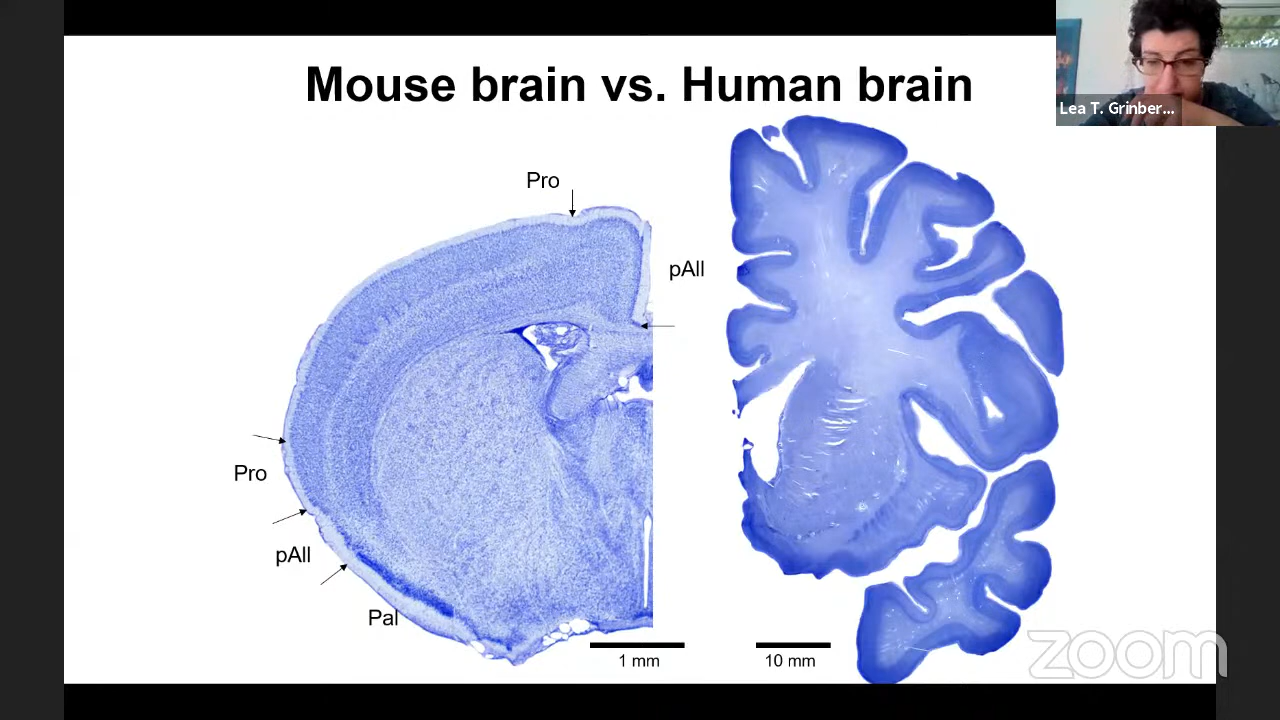 Mouse brain vs. Human brain
Lea T. Grinber...
Pro
pAll
Pro
pAll
Pal
1 mm
10 mm
zoom